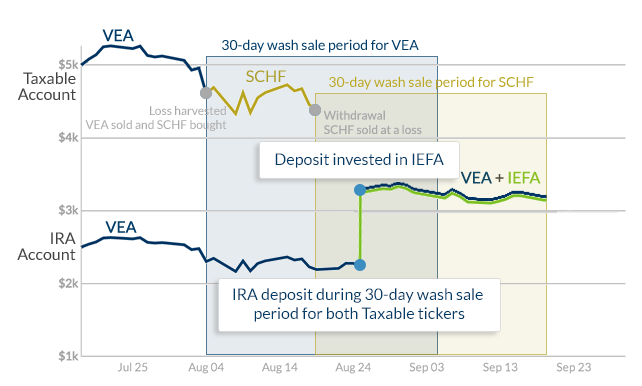 VEA
30-day wash sale period for VEA
$5k
SCHF
30-day wash sale period for SCHF
Taxable
Account
Loss harvested
VEA sold and SCHF bought
Withdrawal
SCHF sold at a loss
$4k
Deposit invested in IEFA
VEA + IEFA
$3k
VEA
IRA
Account
$2k
IRA deposit during 30-day wash sale
period for both Taxable tickers
$1k
Jul 25
Aug 04
Aug 14
Aug 24
Sep 03
Sep 13
Sep 23